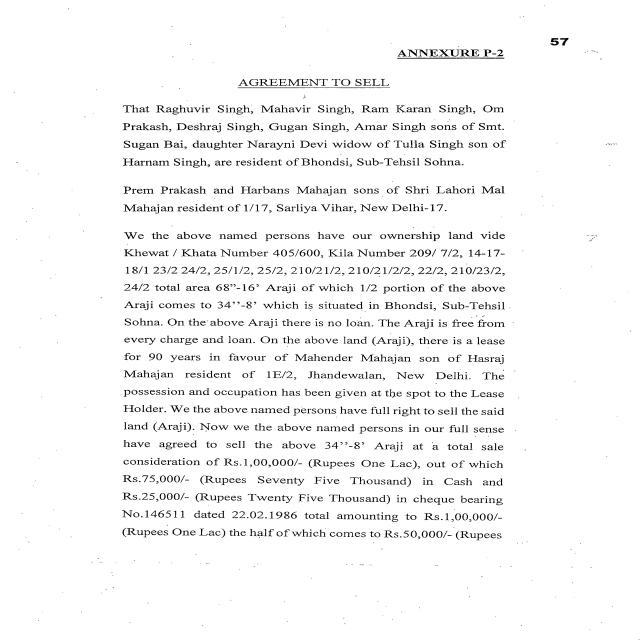 57
ANNEXURE P-2
AGREEMENT TO SELL
That Raghuvir Singh, Mahavir Singh, Ram Karan Singh, Om
Prakash, Deshraj Singh, Gugan Singh, Amar Singh sons of Smt.
Sugan Bai, daughter Narayni Devi widow of Tulla Singh son of
Harnam Singh, are resident of Bhondsi, Sub-Tehsil Sohna.
Prem Prakash and Harbans Mahajan sons of Shri Lahori Mal
Mahajan resident of 1/17, Sarliya Vihar, New Delhi-17.
We the above named persons have our ownership land vide
Khewat / Khata Number 405/600, Kila Number 209/ 7/2, 14-17-
18/1 23/2 24/2, 25/1/2, 25/2, 210/21/2, 210/21/2/2, 22/2, 210/23/2,
24/2 total area 68”-16’ Araji of which 1/2 portion of the above
Araji comes to 34’’-8’ which is situated in Bhondsi, Sub-Tehsil
Sohna. On the above Araji there is no loan. The Araji is free from
every charge and loan. On the above land (Araji), there is a lease
for 90 years in favour of Mahender Mahajan son of Hasraj
Mahajan resident of 1E/2, Jhandewalan, New Delhi. The
possession and occupation has been given at the spot to the Lease
Holder. We the above named persons have full right to sell the said
land (Araji). Now we the above named persons in our full sense
have agreed to sell the above 34’’-8’ Araji at a total sale
consideration of Rs.1,00,000/- (Rupees One Lac), out of which
Rs.75,000/- (Rupees Seventy Five Thousand) in Cash and
Rs.25,000/- (Rupees Twenty Five Thousand) in cheque bearing
No.146511 dated 22.02.1986 total amounting to Rs.1,00,000/-
(Rupees One Lac) the half of which comes to Rs.50,000/- (Rupees